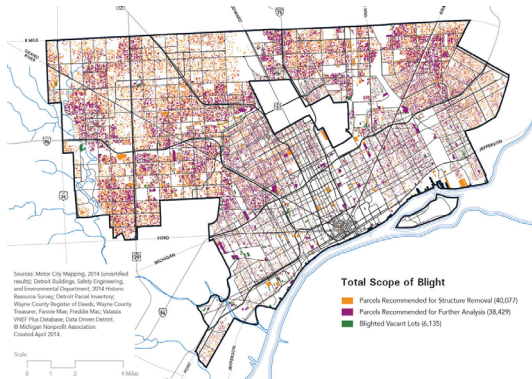 8 MILE
GRAND
RIVER
JEFFERSON
FORD
MICHIGAN
FORT
JEFFERSON
Sources: Motor City Mapping, 2014 (uncertified
results); Detroit Buildings, Safety Engineering,
and Environmental Department; 2014 Historic
Resource Survey; Detroit Parcel Inventory;
Wayne County Register of Deeds; Wayne County
Treasurer, Fannie Mae; Freddie Mac; Valassis
VNEF Plus Database; Data Driven Detroit.
© Michigan Nonprofit Association.
Created April 2014.
Scale
0 1 2 4 Miles
Total Scope of Blight
Parcels Recommended for Structure Removal (40,077)
Parcels Recommended for Further Analysis (38,429)
Blighted Vacant Lots (6,135)